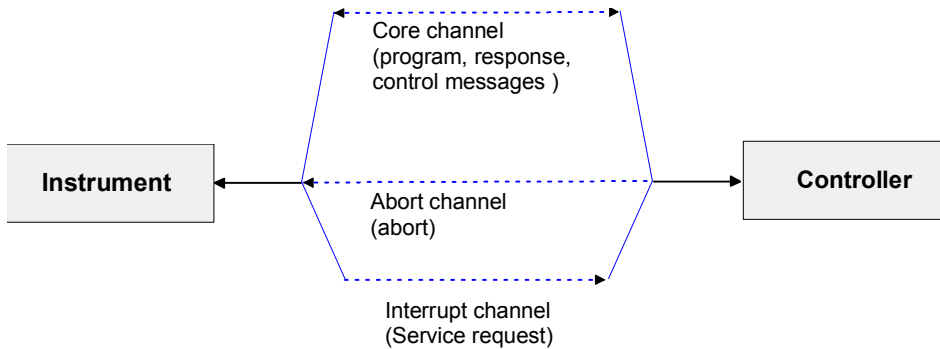 Core channel
(program, response,
control messages )
Instrument
Controller
Abort channel
(abort)
Interrupt channel
(Service request)